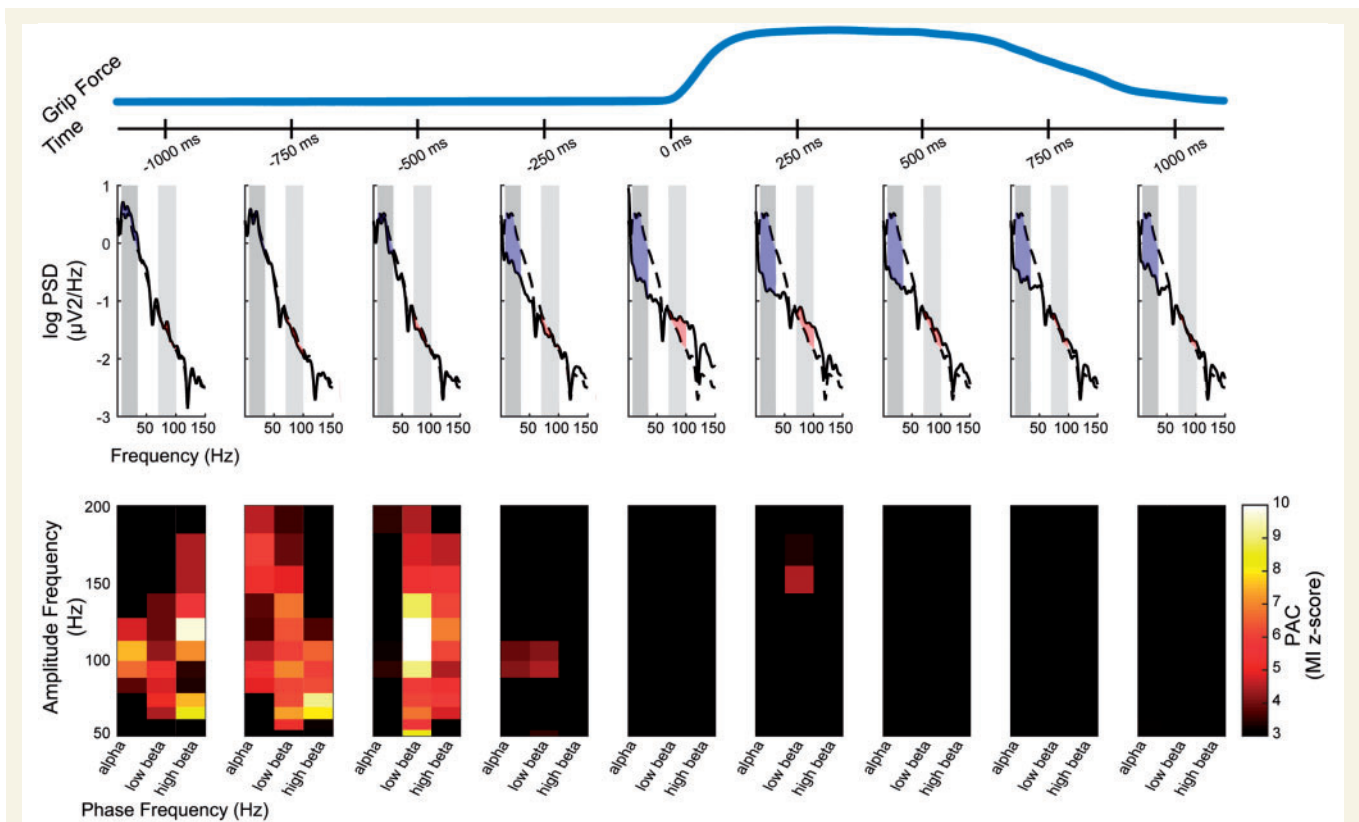 Grip Force
Time
-1000 ms -750 ms -500 ms -250 ms 0 ms 250 ms 500 ms 750 ms 1000 ms
log PSD
(µV2/Hz)
1
0
-1
-2
-3
50 100 150 50 100 150 50 100 150 50 100 150 50 100 150 50 100 150 50 100 150 50 100 150 50 100 150
Frequency (Hz)
Amplitude Frequency
(Hz)
200
150
100
50
alpha low beta high beta alpha low beta high beta alpha low beta high beta alpha low beta high beta alpha low beta high beta alpha low beta high beta alpha low beta high beta alpha low beta high beta alpha low beta high beta
Phase Frequency (Hz)
10
9
8
7
6
5
4
3
PAC
(MI z-score)